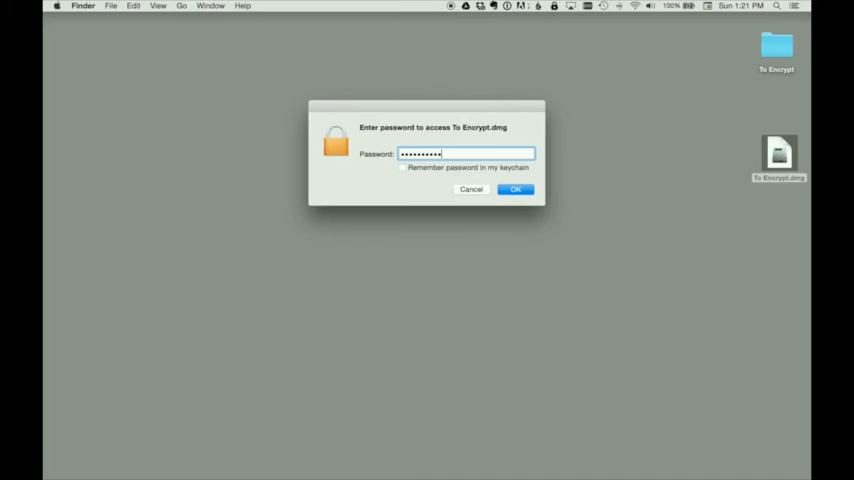 Finder File Edit View Go Window Help 100% Sun 1:21 PM
To Encrypt
Enter password to access To Encrypt.dmg
Password: ••••••••••
Remember password in my keychain
To Encrypt.dmg
Cancel OK